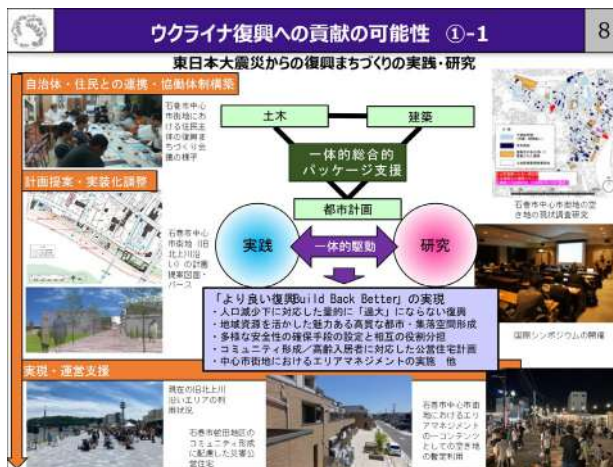 ウクライナ復興への貢献の可能性 ①-1
8
東日本大震災からの復興まちづくりの実践・研究
自治体・住民との連携・協働体制構築
石巻市中心
市街地にお
ける住民主
体の復興ま
ちづくり会
議の様子
土木
建築
一体的総合的
パッケージ支援
都市計画
石巻市中心市街地の空
き地の現状調査研究
計画提案・実装化調整
石巻市中心
市街地（旧
北上川沿
い）の計画
提案図面・
パース
実践
一体的駆動
研究
国際シンポジウムの開催
「より良い復興Build Back Better」の実現
・人口減少下に対応した量的に「過大」にならない復興
・地域資源を活かした魅力ある高質な都市・集落空間形成
・多様な安全性の確保手段の設定と相互の役割分担
・コミュニティ形成／高齢入居者に対応した公営住宅計画
・中心市街地におけるエリアマネジメントの実施 他
実現・運営支援
現在の旧北上川
沿いエリアの利
用状況
石巻市蛇田地区の
コミュニティ形成
に配慮した災害公
営住宅
石巻市中心市街
地におけるエリ
アマネジメント
の一コンテンツ
としての空き地
の暫定利用